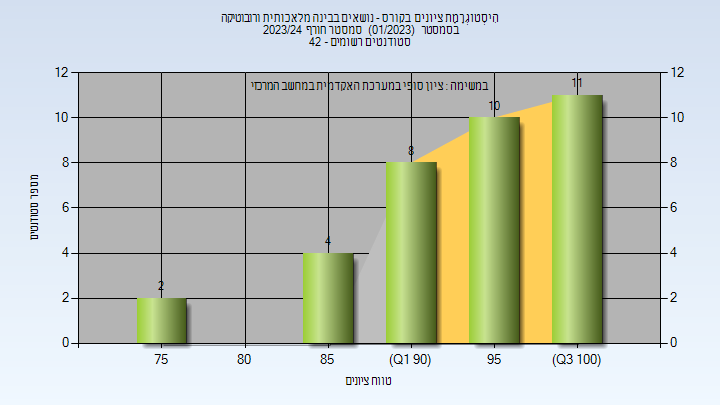 היסטוגרמת ציונים בקורס - נושאים בבינה מלאכותית ורובוטיקה
בסמסטר (01/2023) סמסטר חורף 2023/24
סטודנטים רשומים - 42
במשימה : ציון סופי במערכת האקדמית במחשב המרכזי
12 12
11
10 10
10
8 8
8
6 6
4 4
4
2 2
2
0 0
מספר סטודנטים
75 80 85 (Q1 90) 95 (Q3 100)
טווח ציונים